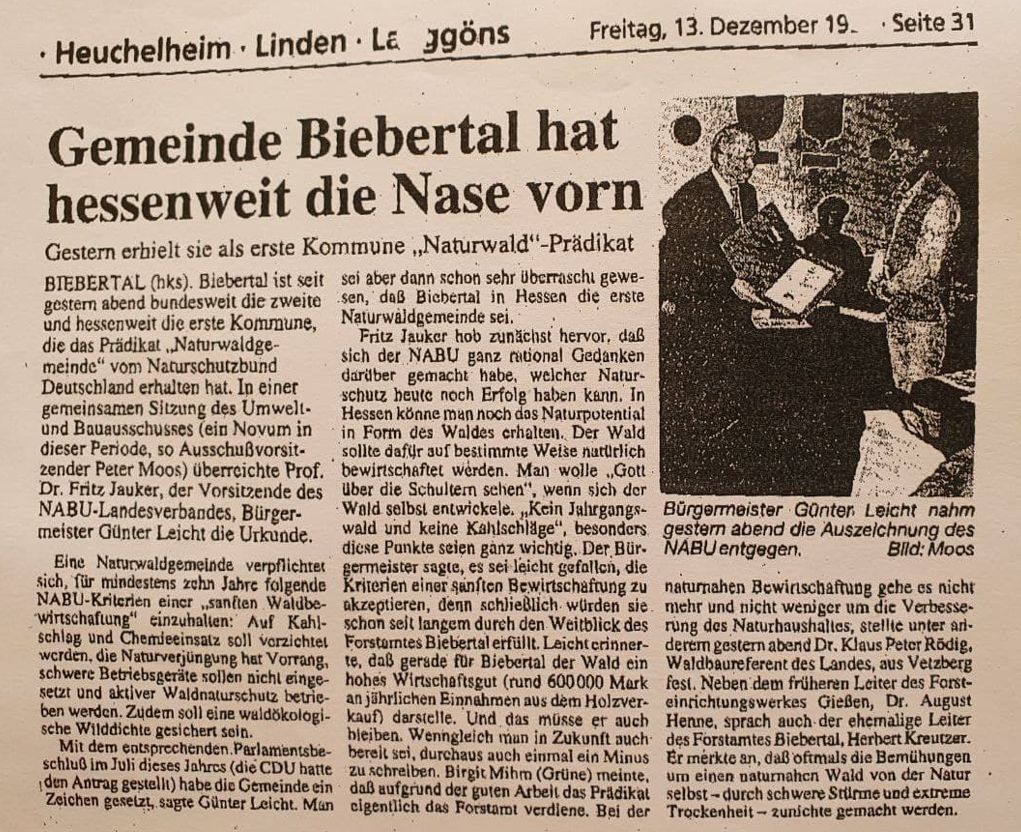 · Heuchelheim · Linden · La ggöns
Freitag, 13. Dezember 19 · Seite 31
Gemeinde Biebertal hat
hessenweit die Nase vorn
Gestern erhielt sie als erste Kommune „Naturwald“-Prädikat
BIEBERTAL (hks). Biebertal ist seit
gestern abend bundesweit die zweite
und hessenweit die erste Kommune,
die das Prädikat „Naturwaldge-
meinde“ vom Naturschutzbund
Deutschland erhalten hat. In einer
gemeinsamen Sitzung des Umwelt-
und Bauausschusses (ein Novum in
dieser Periode, so Ausschußvorsit-
zender Peter Moos) überreichte Prof.
Dr. Fritz Jauker, der Vorsitzende des
NABU-Landesverbandes, Bürger-
meister Günter Leicht die Urkunde.
Eine Naturwaldgemeinde verpflichtet
sich, für mindestens zehn Jahre folgende
NABU-Kriterien einer „sanften Waldbe-
wirtschaftung“ einzuhalten: Auf Kahl-
schlag und Chemieeinsatz soll verzichtet
werden, die Naturverjüngung hat Vorrang,
schwere Betriebsgeräte sollen nicht einge-
setzt und aktiver Waldnaturschutz betrie-
ben werden. Zudem soll eine waldökologi-
sche Wilddichte gesichert sein.
Mit dem entsprechenden Parlamentsbe-
schluß im Juli dieses Jahres (die CDU hatte
den Antrag gestellt) habe die Gemeinde ein
Zeichen gesetzt, sagte Günter Leicht. Man
sei aber dann schon sehr überrascht gewe-
sen, daß Biebertal in Hessen die erste
Naturwaldgemeinde sei.
Fritz Jauker hob zunächst hervor, daß
sich der NABU ganz rational Gedanken
darüber gemacht habe, welcher Natur-
schutz heute noch Erfolg haben kann. In
Hessen könne man noch das Naturpotential
in Form des Waldes erhalten. Der Wald
sollte dafür auf bestimmte Weise natürlich
bewirtschaftet werden. Man wolle „Gott
über die Schultern sehen“, wenn sich der
Wald selbst entwickele. „Kein Jahrgangs-
wald und keine Kahlschläge“, besonders
diese Punkte seien ganz wichtig. Der Bür-
germeister sagte, es sei leicht gefallen, die
Kriterien einer sanften Bewirtschaftung zu
akzeptieren, denn schließlich würden sie
schon seit langem durch den Weitblick des
Forstamtes Biebertal erfüllt. Leicht erinner-
te, daß gerade für Biebertal der Wald ein
hohes Wirtschaftsgut (rund 600000 Mark
an jährlichen Einnahmen aus dem Holzver-
kauf) darstelle. Und das müsse er auch
bleiben. Wenngleich man in Zukunft auch
bereit sei, durchaus auch einmal ein Minus
zu schreiben. Birgit Mihm (Grüne) meinte,
daß aufgrund der guten Arbeit das Prädikat
eigentlich das Forstamt verdiene. Bei der
Bürgermeister Günter Leicht nahm
gestern abend die Auszeichnung des
NABU entgegen. Bild: Moos
naturnahen Bewirtschaftung gehe es nicht
mehr und nicht weniger um die Verbesse-
rung des Naturhaushaltes, stellte unter an-
derem gestern abend Dr. Klaus Peter Rödig,
Waldbaureferent des Landes, aus Vetzberg
fest. Neben dem früheren Leiter des Forst-
einrichtungswerkes Gießen, Dr. August
Henne, sprach auch der ehemalige Leiter
des Forstamtes Biebertal, Herbert Kreutzer.
Er merkte an, daß oftmals die Bemühungen
um einen naturnahen Wald von der Natur
selbst – durch schwere Stürme und extreme
Trockenheit – zunichte gemacht werden.